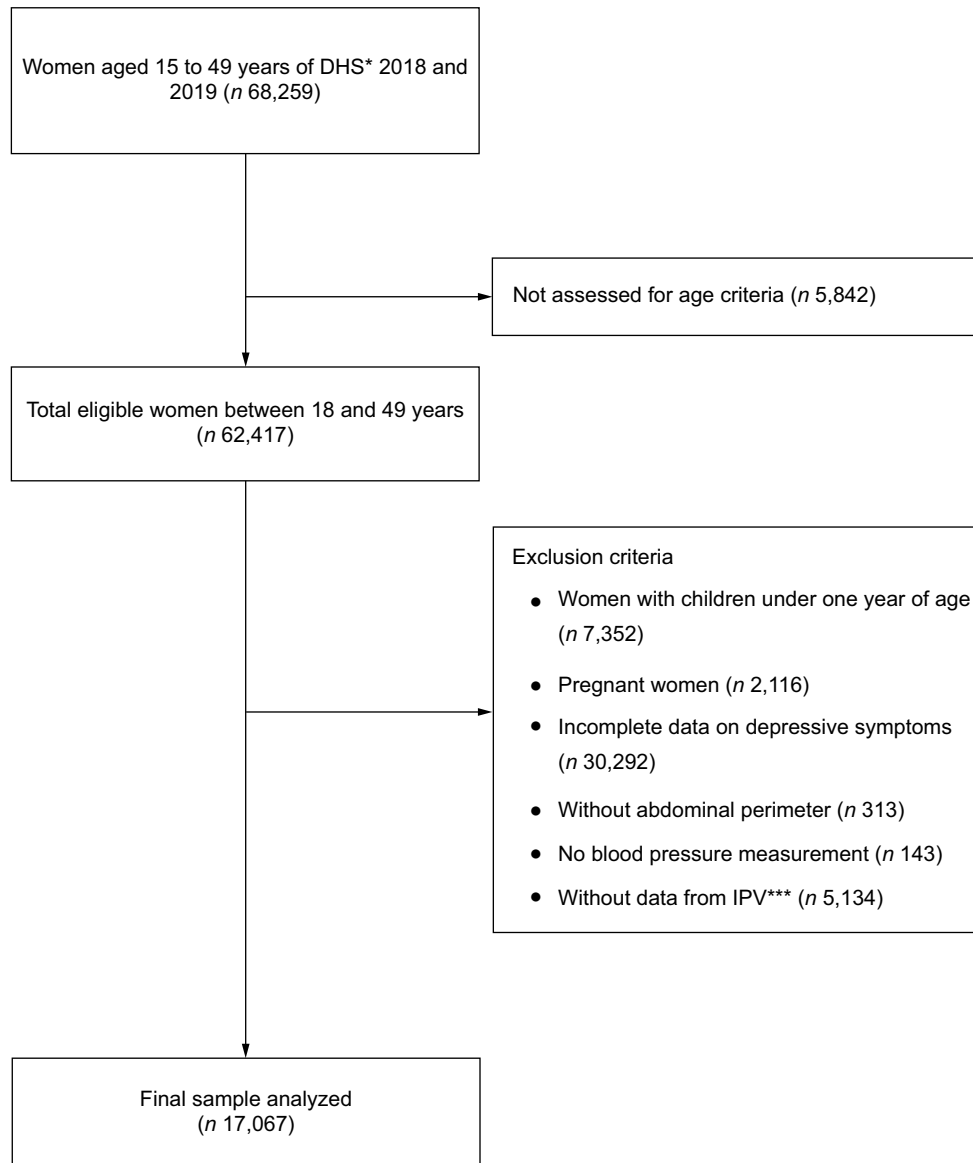 Women aged 15 to 49 years of DHS* 2018 and
2019 (n 68,259)
Not assessed for age criteria (n 5,842)
Total eligible women between 18 and 49 years
(n 62,417)
Exclusion criteria
● Women with children under one year of age
(n 7,352)
● Pregnant women (n 2,116)
● Incomplete data on depressive symptoms
(n 30,292)
● Without abdominal perimeter (n 313)
● No blood pressure measurement (n 143)
● Without data from IPV*** (n 5,134)
Final sample analyzed
(n 17,067)